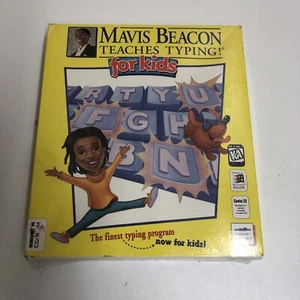 MAVIS BEACON
TEACHES TYPING!
for kids
R T Y U
F G H
B N
The finest typing program
now for kids!